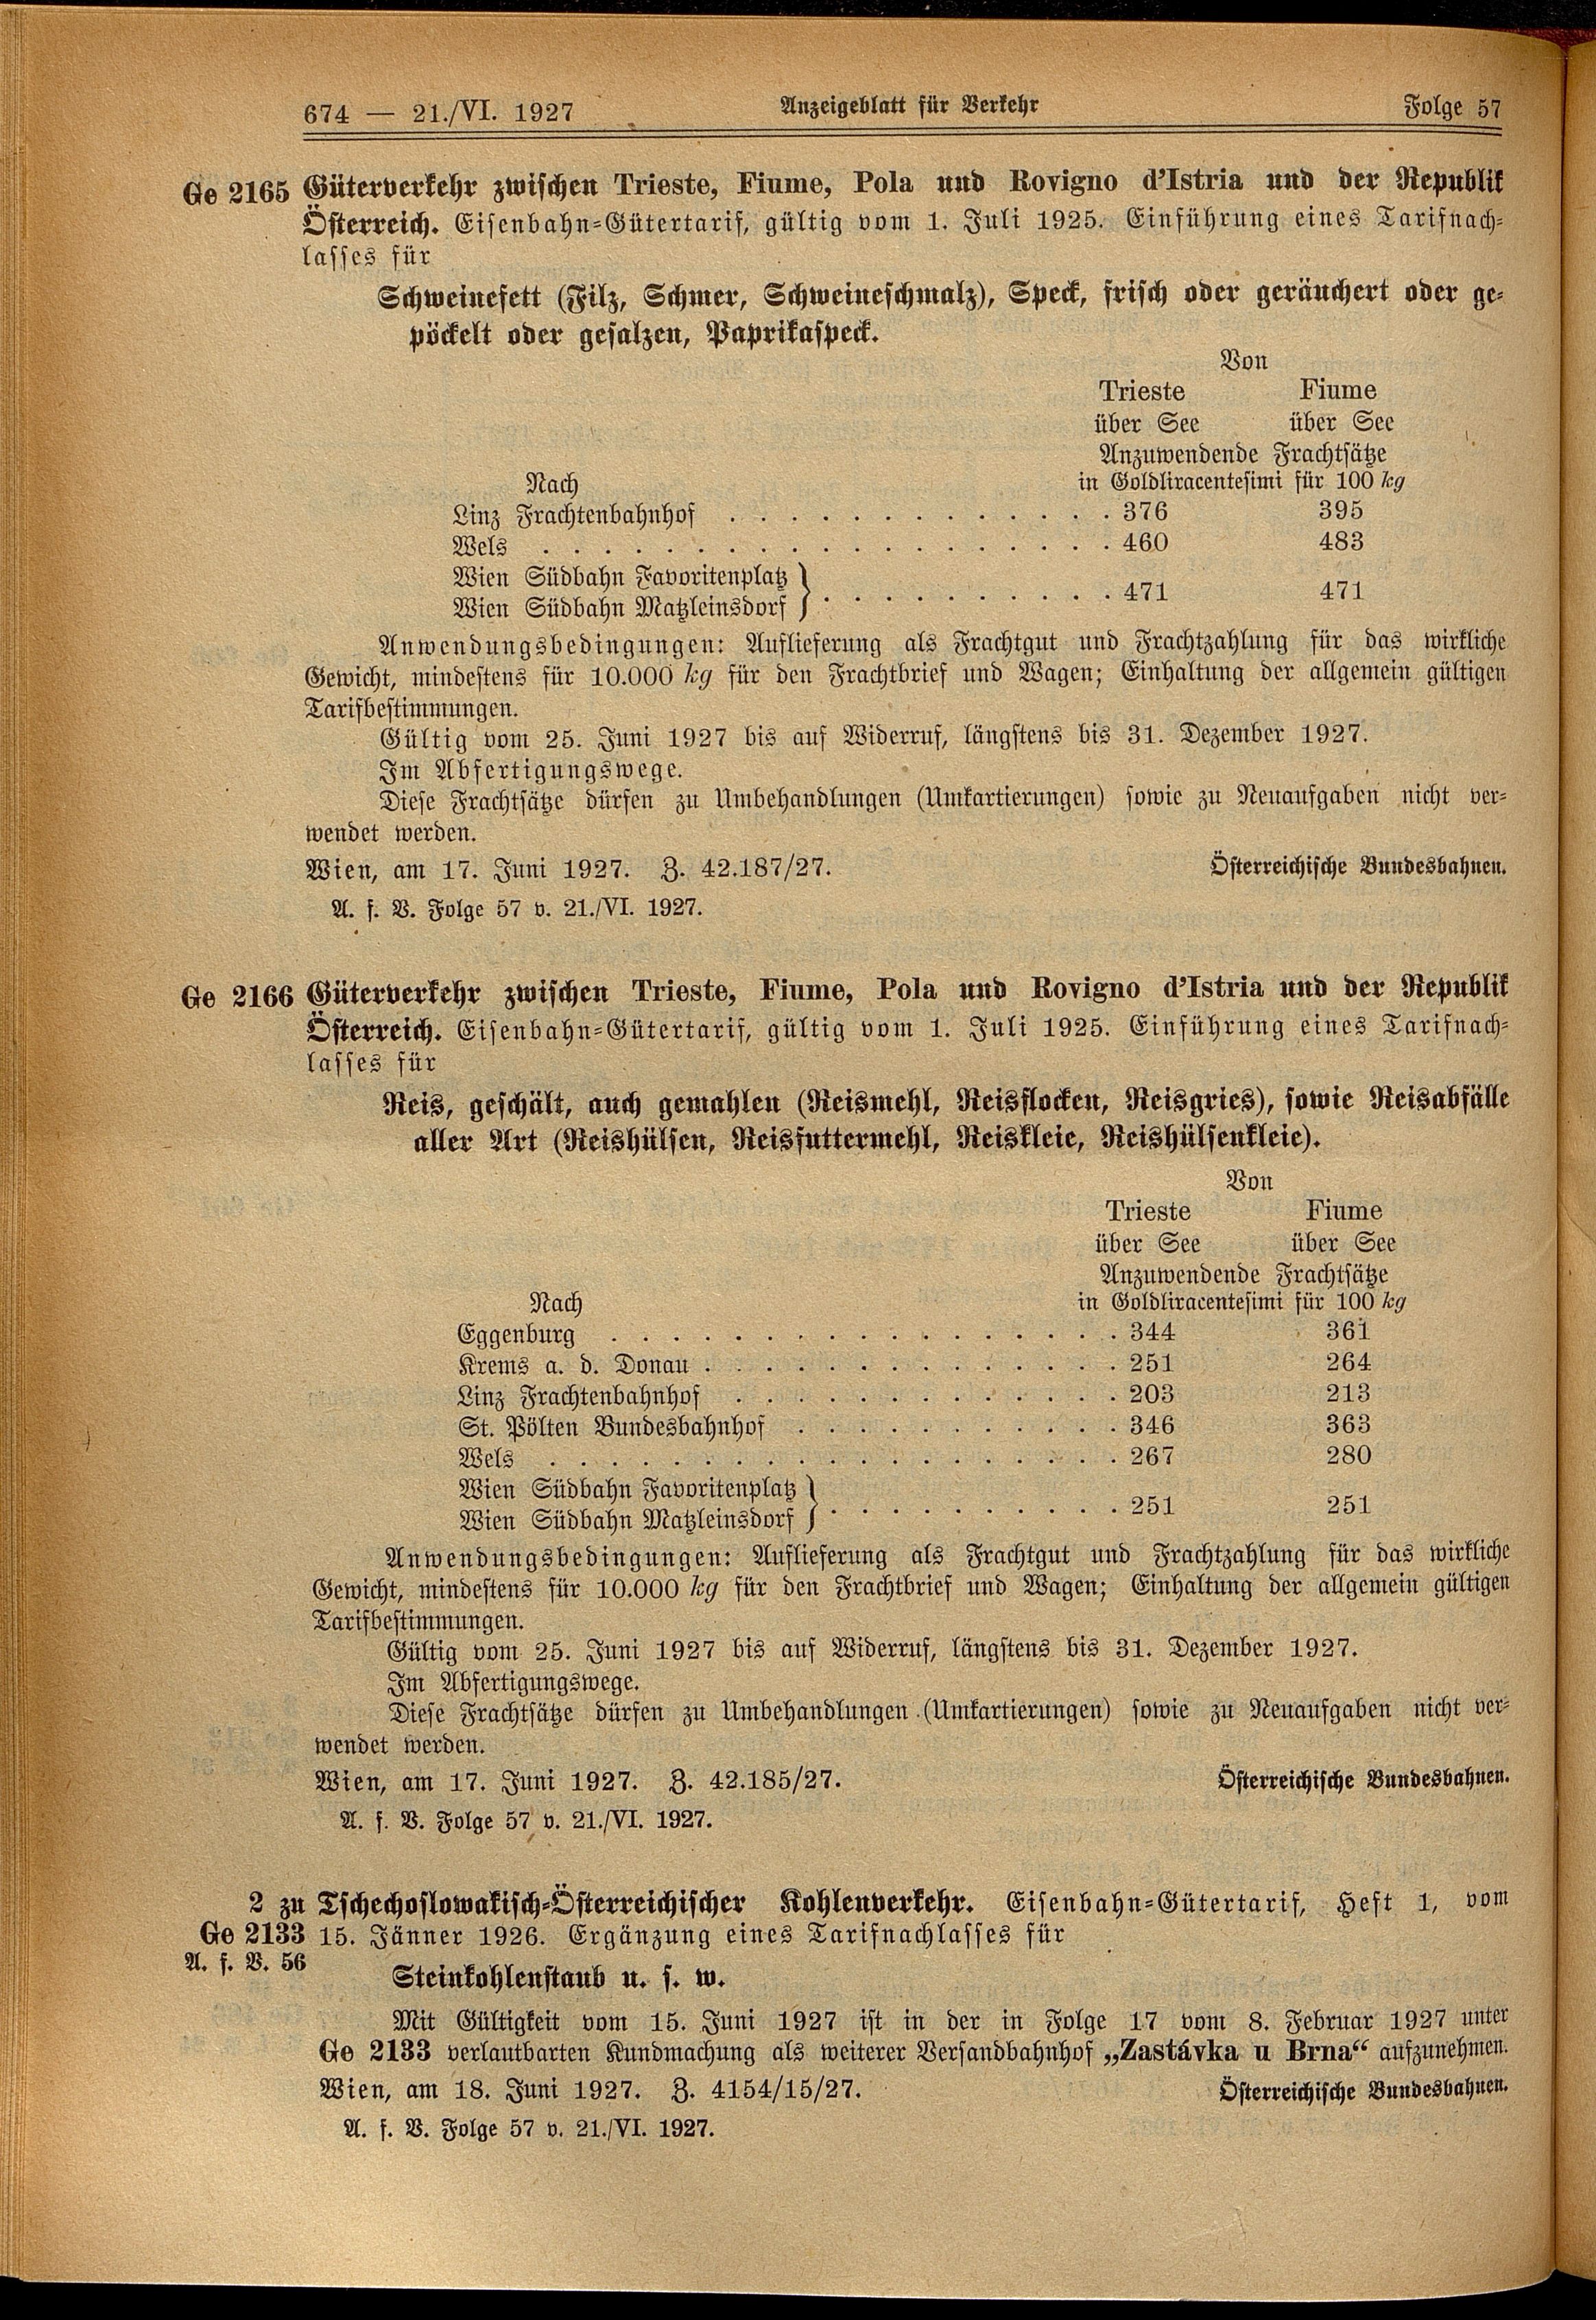 674 — 21./VI. 1927 Anzeigeblatt für Verkehr Folge 57
Ge 2165 Güterverkehr zwischen Trieste, Fiume, Pola und Rovigno d'Istria und der Republik
Österreich. Eisenbahn-Gütertarif, gültig vom 1. Juli 1925. Einführung eines Tarifnach-
lasses für
Schweinefett (Filz, Schmer, Schweineschmalz), Speck, frisch oder geräuchert oder ge-
pöckelt oder gesalzen, Paprikaspeck.
Von
Trieste Fiume
über See über See
Anzuwendende Frachtsätze
Nach in Goldliracentesimi für 100 kg
Linz Frachtenbahnhof . . . . . . . . . . . . . 376 395
Wels . . . . . . . . . . . . . . . . . . . 460 483
Wien Südbahn Favoritenplatz
Wien Südbahn Matzleinsdorf } . . . . . . . . . . 471 471
Anwendungsbedingungen: Auflieferung als Frachtgut und Frachtzahlung für das wirkliche
Gewicht, mindestens für 10.000 kg für den Frachtbrief und Wagen; Einhaltung der allgemein gültigen
Tarifbestimmungen.
Gültig vom 25. Juni 1927 bis auf Widerruf, längstens bis 31. Dezember 1927.
Im Abfertigungswege.
Diese Frachtsätze dürfen zu Umbehandlungen (Umkartierungen) sowie zu Neuaufgaben nicht ver-
wendet werden.
Wien, am 17. Juni 1927. Z. 42.187/27. Österreichische Bundesbahnen.
A. f. V. Folge 57 v. 21./VI. 1927.
Ge 2166 Güterverkehr zwischen Trieste, Fiume, Pola und Rovigno d'Istria und der Republik
Österreich. Eisenbahn-Gütertarif, gültig vom 1. Juli 1925. Einführung eines Tarifnach-
lasses für
Reis, geschält, auch gemahlen (Reismehl, Reisflocken, Reisgries), sowie Reisabfälle
aller Art (Reishülsen, Reisfuttermehl, Reiskleie, Reishülsenkleie).
Von
Trieste Fiume
über See über See
Anzuwendende Frachtsätze
Nach in Goldliracentesimi für 100 kg
Eggenburg . . . . . . . . . . . . . . . . . 344 361
Krems a. d. Donau . . . . . . . . . . . . . . 251 264
Linz Frachtenbahnhof . . . . . . . . . . . . . 203 213
St. Pölten Bundesbahnhof . . . . . . . . . . . 346 363
Wels . . . . . . . . . . . . . . . . . . . 267 280
Wien Südbahn Favoritenplatz
Wien Südbahn Matzleinsdorf } . . . . . . . . . . 251 251
Anwendungsbedingungen: Auflieferung als Frachtgut und Frachtzahlung für das wirkliche
Gewicht, mindestens für 10.000 kg für den Frachtbrief und Wagen; Einhaltung der allgemein gültigen
Tarifbestimmungen.
Gültig vom 25. Juni 1927 bis auf Widerruf, längstens bis 31. Dezember 1927.
Im Abfertigungswege.
Diese Frachtsätze dürfen zu Umbehandlungen (Umkartierungen) sowie zu Neuaufgaben nicht ver-
wendet werden.
Wien, am 17. Juni 1927. Z. 42.185/27. Österreichische Bundesbahnen.
A. f. V. Folge 57 v. 21./VI. 1927.
2 zu Tschechoslowakisch-Österreichischer Kohlenverkehr. Eisenbahn-Gütertarif, Heft 1, vom
Ge 2133 15. Jänner 1926. Ergänzung eines Tarifnachlasses für
A. f. V. 56
Steinkohlenstaub u. s. w.
Mit Gültigkeit vom 15. Juni 1927 ist in der in Folge 17 vom 8. Februar 1927 unter
Ge 2133 verlautbarten Kundmachung als weiterer Versandbahnhof „Zastávka u Brna“ aufzunehmen.
Wien, am 18. Juni 1927. Z. 4154/15/27. Österreichische Bundesbahnen.
A. f. V. Folge 57 v. 21./VI. 1927.